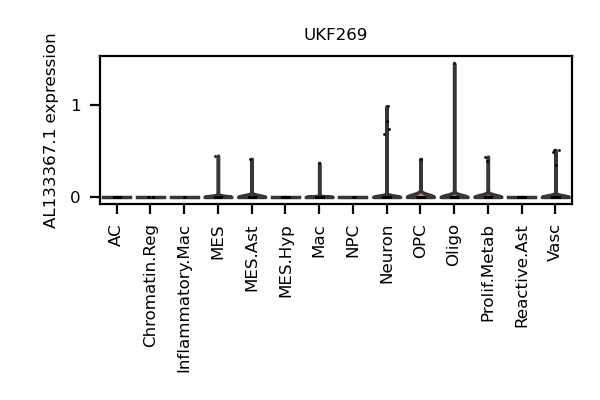 UKF269
AL133367.1 expression
1
0
AC
Chromatin.Reg
Inflammatory.Mac
MES
MES.Ast
MES.Hyp
Mac
NPC
Neuron
OPC
Oligo
Prolif.Metab
Reactive.Ast
Vasc